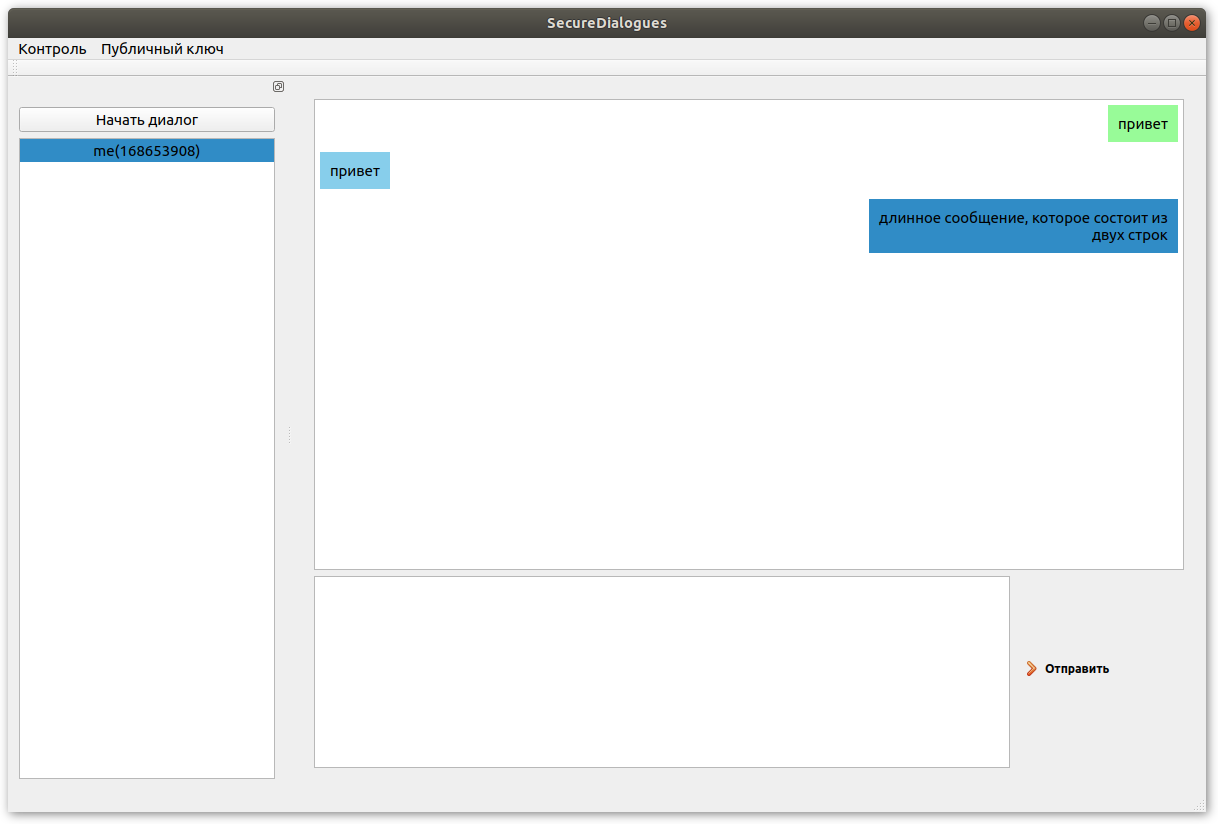 SecureDialogues
Контроль Публичный ключ
Начать диалог
me(168653908)
привет
привет
длинное сообщение, которое состоит из
двух строк
Отправить